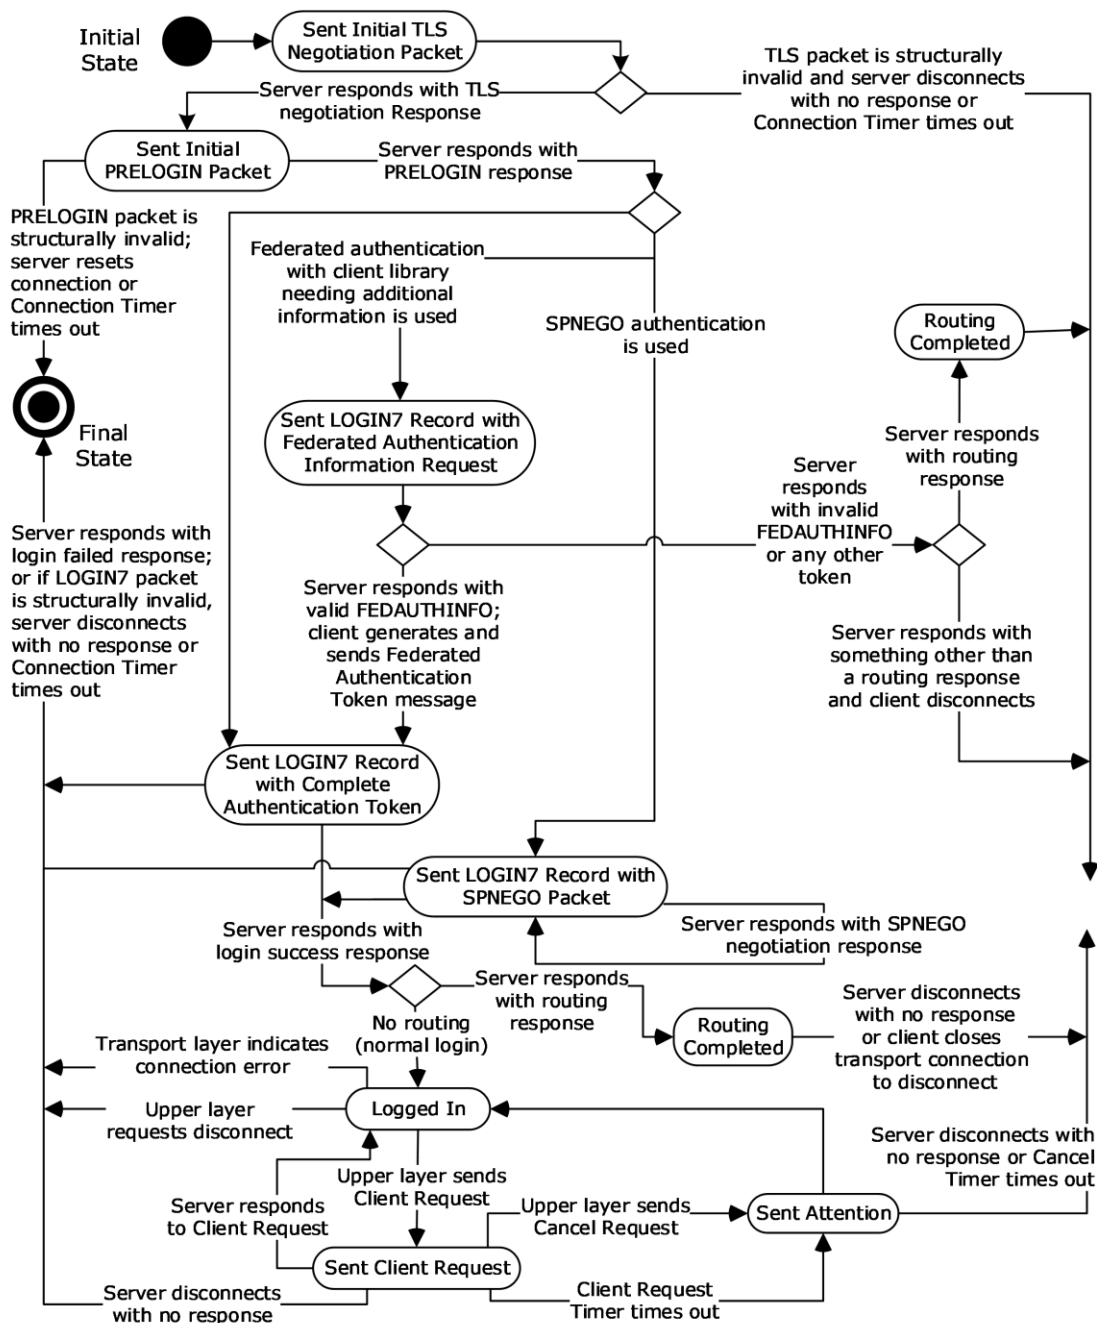 Initial
State
Sent Initial TLS
Negotiation Packet
TLS packet is structurally
invalid and server disconnects
with no response or
Connection Timer times out
Server responds with TLS
negotiation Response
Sent Initial
PRELOGIN Packet
Server responds with
PRELOGIN response
PRELOGIN packet is
structurally invalid;
server resets
connection or
Connection Timer
times out
Federated authentication
with client library
needing additional
information is used
SPNEGO authentication
is used
Routing
Completed
Final
State
Sent LOGIN7 Record with
Federated Authentication
Information Request
Server responds
with routing
response
Server
responds
with invalid
FEDAUTHINFO
or any other
token
Server responds with
login failed response;
or if LOGIN7 packet
is structurally invalid,
server disconnects
with no response or
Connection Timer
times out
Server responds with
valid FEDAUTHINFO;
client generates and
sends Federated
Authentication
Token message
Server responds with
something other than
a routing response
and client disconnects
Sent LOGIN7 Record
with Complete
Authentication Token
Sent LOGIN7 Record with
SPNEGO Packet
Server responds with SPNEGO
negotiation response
Server responds with
login success response
Server responds
with routing
response
No routing
(normal login)
Routing
Completed
Server disconnects
with no response
or client closes
transport connection
to disconnect
Transport layer indicates
connection error
Logged In
Upper layer
requests disconnect
Server disconnects with
no response or Cancel
Timer times out
Upper layer sends
Client Request
Server responds
to Client Request
Upper layer sends
Cancel Request
Sent Attention
Sent Client Request
Server disconnects
with no response
Client Request
Timer times out